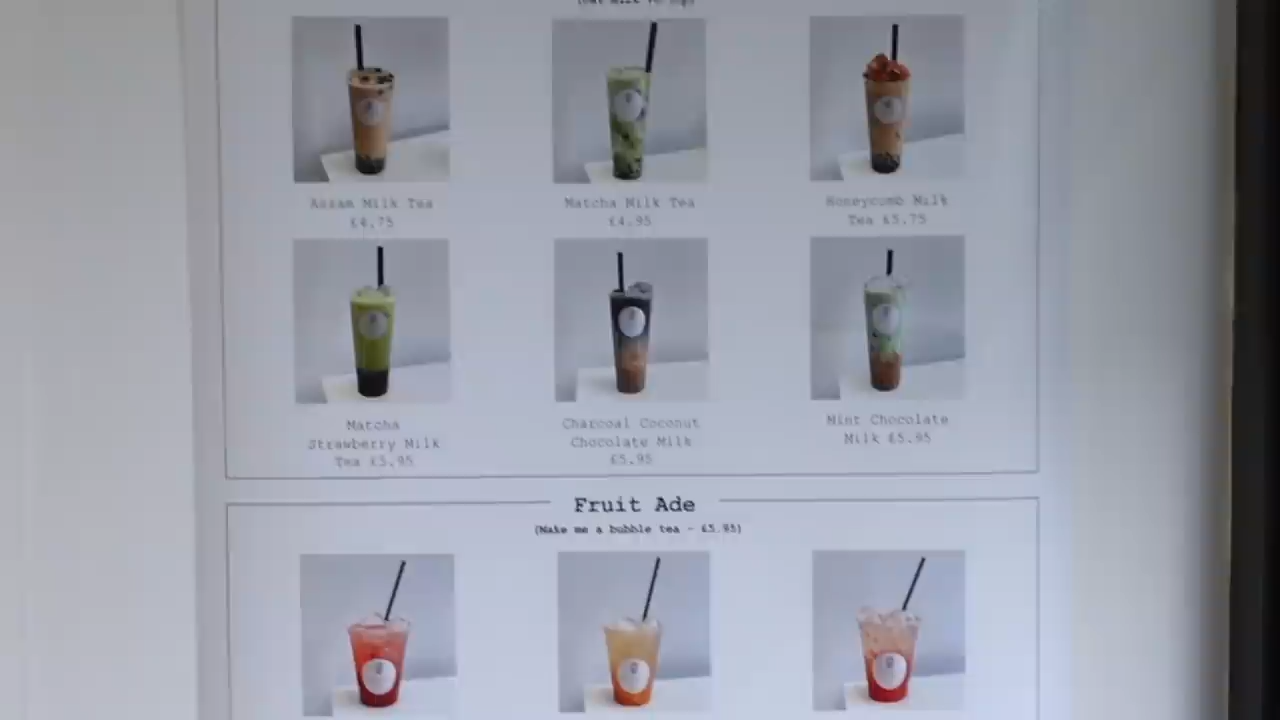 Assam Milk Tea
£4.75
Matcha Milk Tea
£4.95
Honeycomb Milk
Tea £5.75
Matcha
Strawberry Milk
Tea £5.95
Charcoal Coconut
Chocolate Milk
£5.95
Mint Chocolate
Milk £5.95
Fruit Ade
(Make me a bubble tea - £5.95)